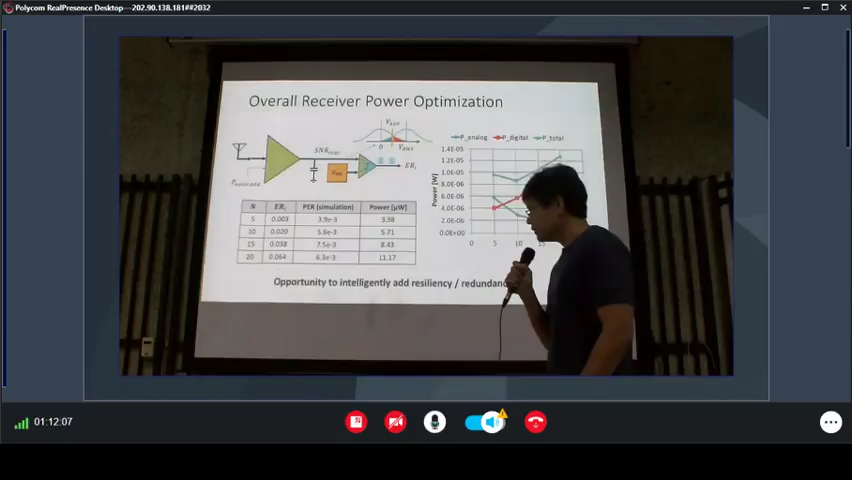 Polycom RealPresence Desktop---202.90.138.181##2032
Overall Receiver Power Optimization
P_analog P_digital P_total
1.4E-05
1.2E-05
1.0E-05
8.0E-06
6.0E-06
4.0E-06
2.0E-06
0.0E+00
Power [W]
0 5 10 15
0
ER_i
N ER_i PER (simulation) Power [μW]
5 0.003 3.9e-3 3.98
10 0.020 5.6e-3 5.71
15 0.038 7.5e-3 8.43
20 0.064 6.3e-3 11.17
Opportunity to intelligently add resiliency / redundanc
01:12:07